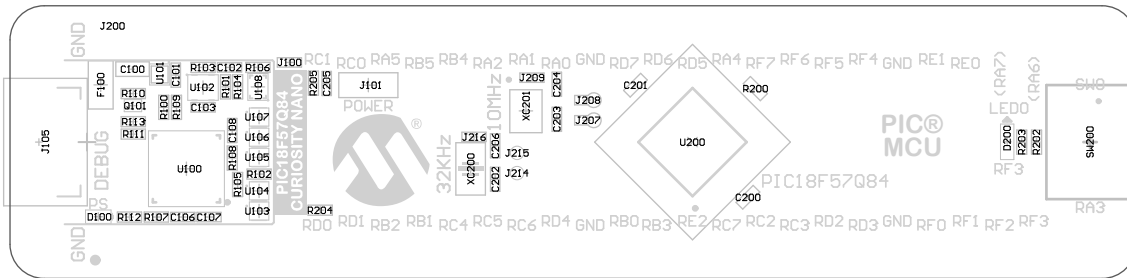 J200
GND
RC1 RC0 RA5 RB5 RB4 RA2 RA1 RA0 GND RD7 RD6 RD5 RA4 RF7 RF6 RF5 RF4 GND RE1 RE0
(RA7)
(RA6)
J100
F100
C100
U101
C101
R103
C102
R106
U102
R101
R104
U108
R205
C205
J101
POWER
R110
Q101
R100
R109
C103
R113
R111
U107
U106
U105
R102
U104
U103
C108
R108
R105
U100
J105
DEBUG
PS
D100
R112
R107
C106
C107
GND
PIC18F57Q84
CURIOSITY NANO
R204
10MHz
J209
C204
XC201
C203
J208
J207
32KHz
J216
C206
XC200
C202
J215
J214
C201
R200
U200
C200
PIC18F57Q84
PIC®
MCU
LED0
D200
R203
R202
RF3
SW0
SW200
RA3
RD0 RD1 RB2 RB1 RC4 RC5 RC6 RD4 GND RB0 RB3 RE2 RC7 RC2 RC3 RD2 RD3 GND RF0 RF1 RF2 RF3